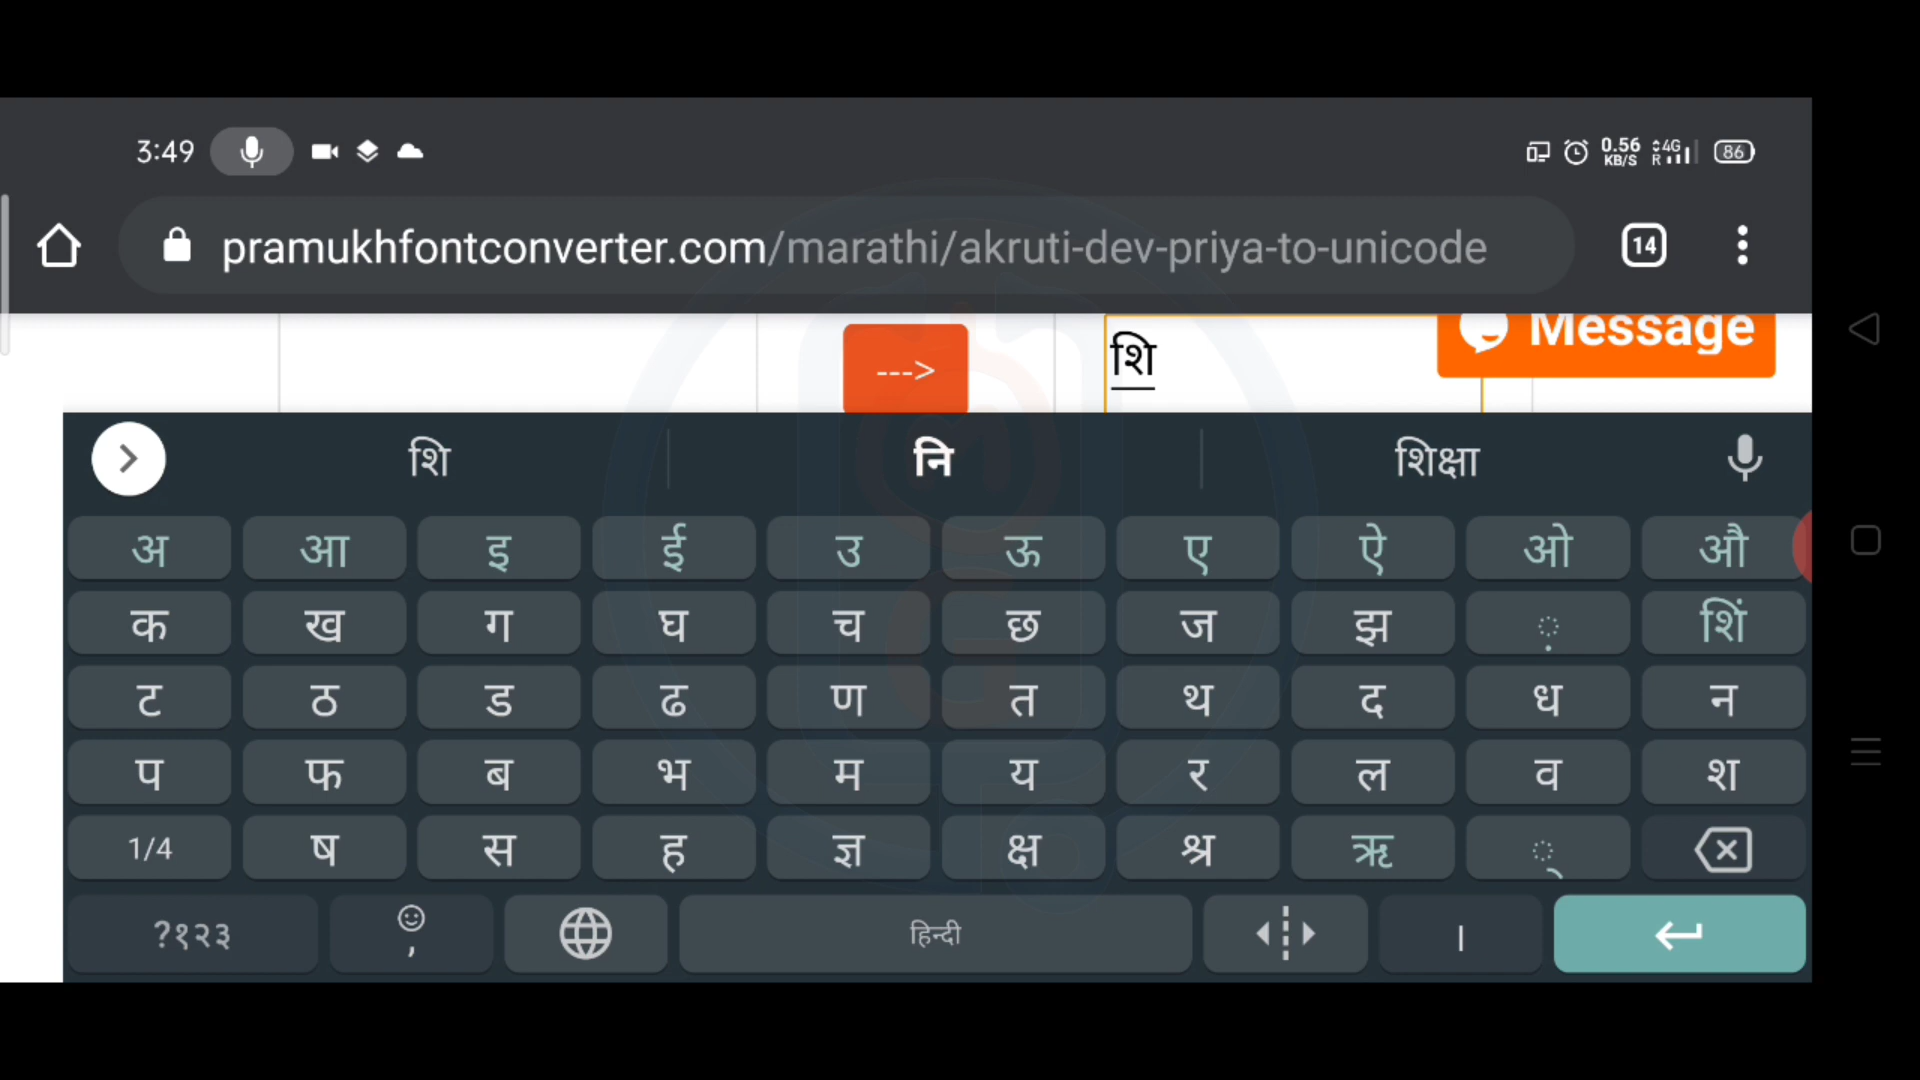 3:49 0.56 KB/S 4G R 86
pramukhfontconverter.com/marathi/akruti-dev-priya-to-unicode 14
---> शि Message
शि नि शिक्षा
अ आ इ ई उ ऊ ए ऐ ओ औ
क ख ग घ च छ ज झ ़ शिं
ट ठ ड ढ ण त थ द ध न
प फ ब भ म य र ल व श
1/4 ष स ह ज्ञ क्ष श्र ऋ ्
?१२३ , हिन्दी ।